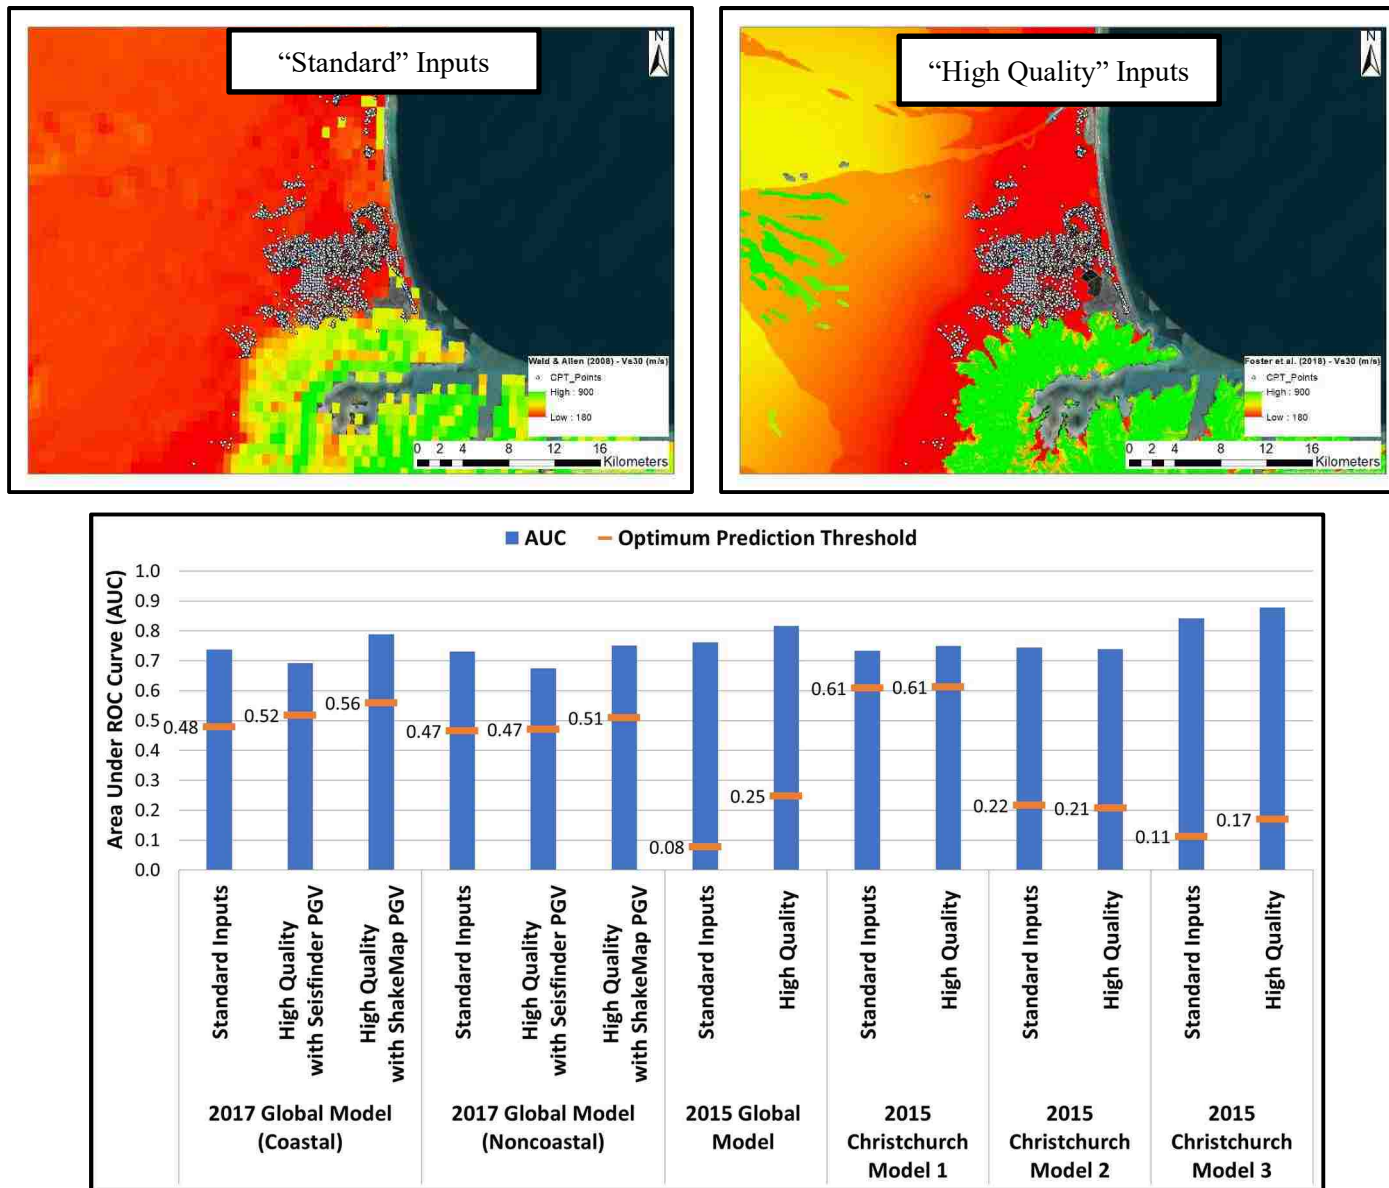 “Standard” Inputs
N
Wald & Allen (2008) - Vs30 (m/s)
CPT_Points
High : 900
Low : 180
0 2 4 8 12 16
Kilometers
“High Quality” Inputs
N
Foster et al. (2018) - Vs30 (m/s)
CPT_Points
High : 900
Low : 180
0 2 4 8 12 16
Kilometers
AUC Optimum Prediction Threshold
Area Under ROC Curve (AUC)
1.0
0.9
0.8
0.7
0.6
0.5
0.4
0.3
0.2
0.1
0.0
0.48
0.52
0.56
0.47
0.47
0.51
0.08
0.25
0.61
0.61
0.22
0.21
0.11
0.17
Standard Inputs
High Quality
with Seisfinder PGV
High Quality
with ShakeMap PGV
Standard Inputs
High Quality
with Seisfinder PGV
High Quality
with ShakeMap PGV
Standard Inputs
High Quality
Standard Inputs
High Quality
Standard Inputs
High Quality
Standard Inputs
High Quality
2017 Global Model
(Coastal)
2017 Global Model
(Noncoastal)
2015 Global
Model
2015
Christchurch
Model 1
2015
Christchurch
Model 2
2015
Christchurch
Model 3